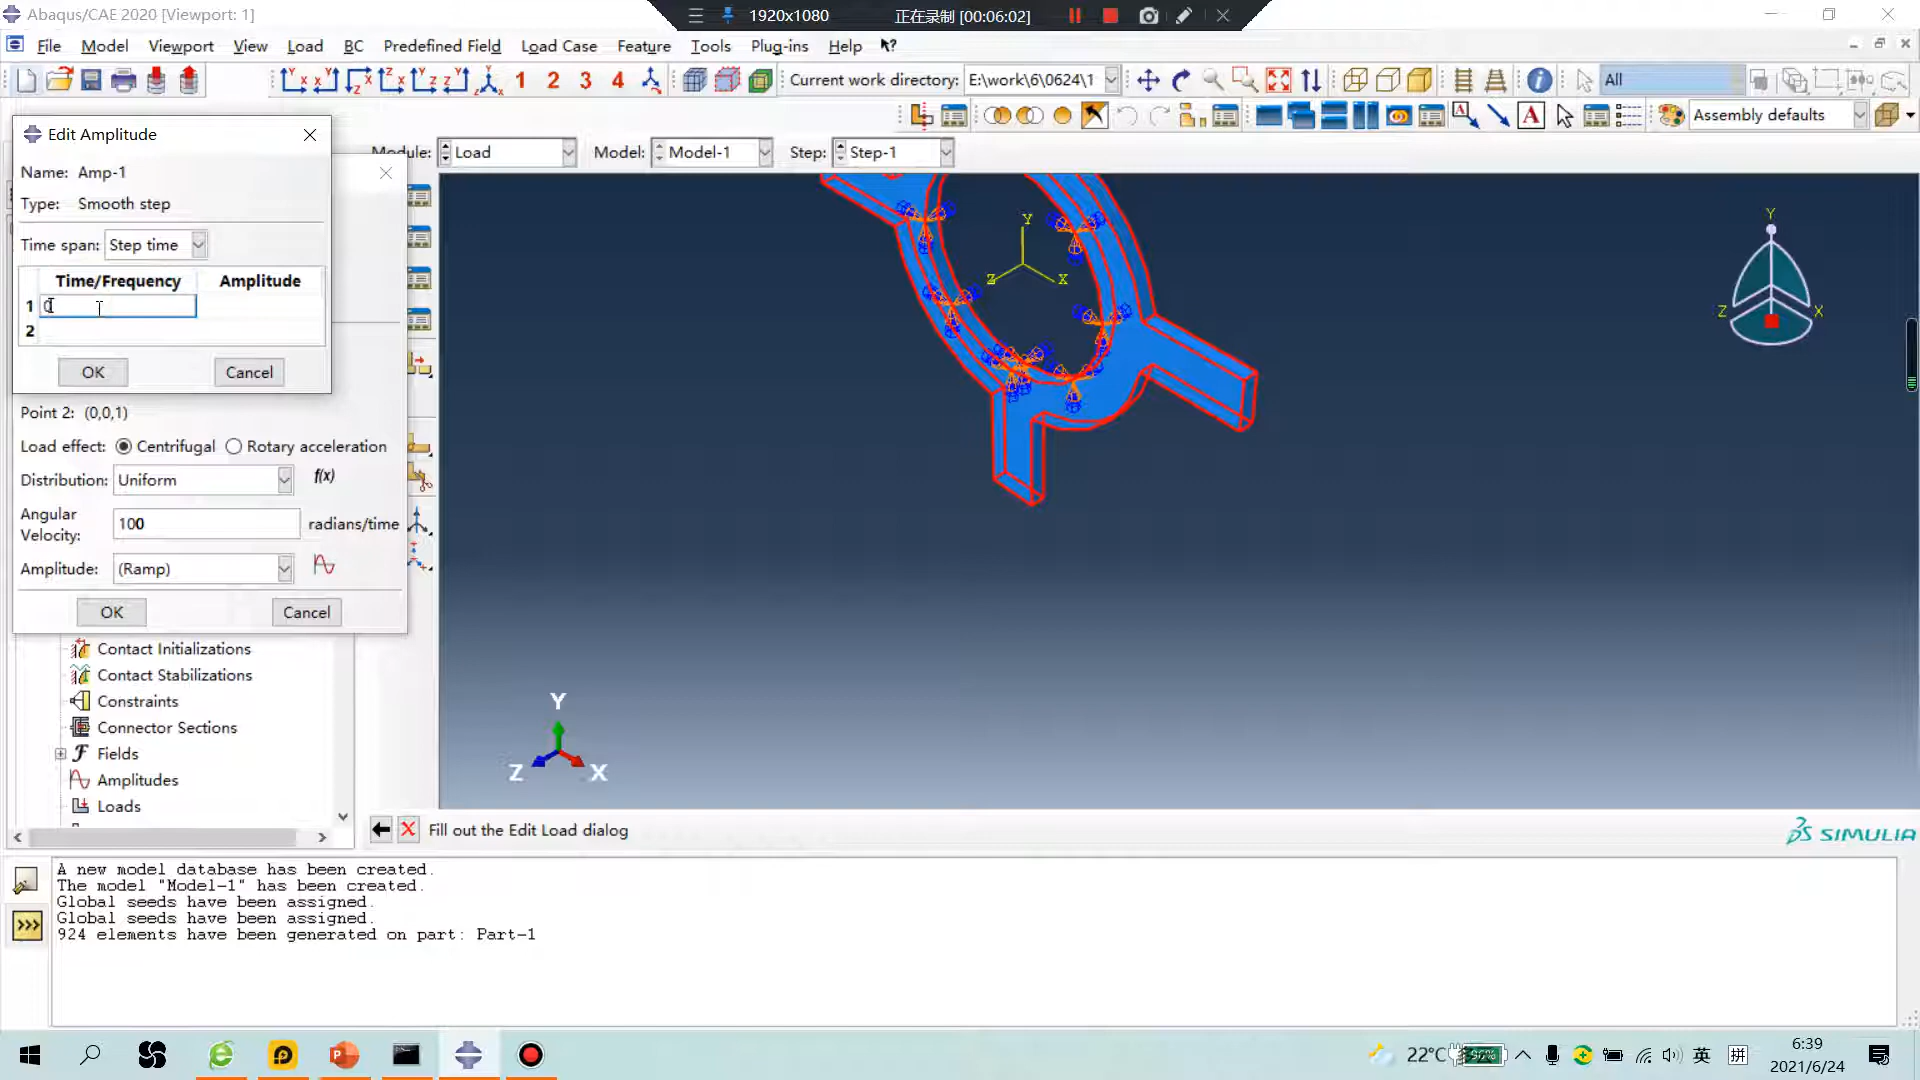 Abaqus/CAE 2020 [Viewport: 1]
1920x1080
正在录制 [00:06:02]
File Model Viewport View Load BC Predefined Field Load Case Feature Tools Plug-ins Help
1 2 3 4
Current work directory: E:\work\6\0624\1
All
Assembly defaults
Module: Load Model: Model-1 Step: Step-1
Edit Amplitude
Name: Amp-1
Type: Smooth step
Time span: Step time
Time/Frequency Amplitude
1 0
2
OK Cancel
Point 2: (0,0,1)
Load effect: Centrifugal Rotary acceleration
Distribution: Uniform f(x)
Angular
Velocity: 100 radians/time
Amplitude: (Ramp)
OK Cancel
Contact Initializations
Contact Stabilizations
Constraints
Connector Sections
Fields
Amplitudes
Loads
Y
Z X
Y
Z X
Y
Z X
Fill out the Edit Load dialog
SIMULIA
A new model database has been created.
The model "Model-1" has been created.
Global seeds have been assigned.
Global seeds have been assigned.
924 elements have been generated on part: Part-1
22°C
英
拼
6:39
2021/6/24